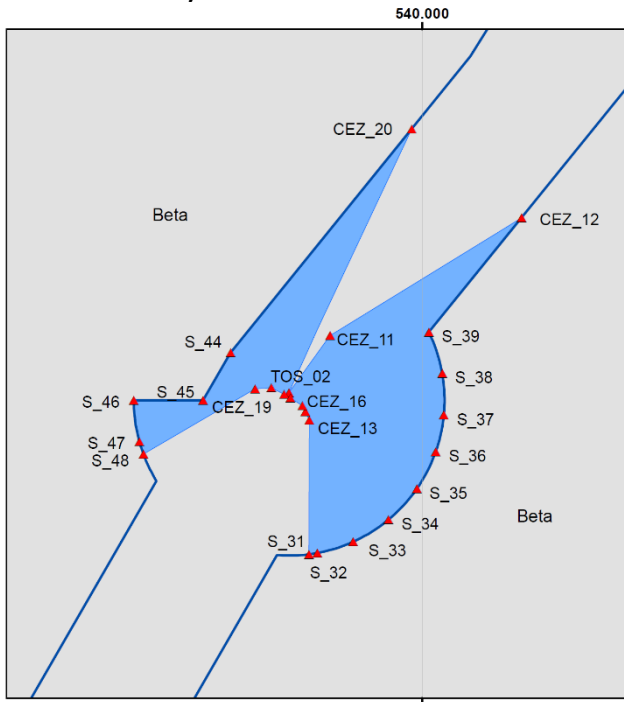 540.000
CEZ_20
Beta
CEZ_12
CEZ_11
S_39
S_44
TOS_02
S_38
S_46
S_45
CEZ_19
CEZ_16
S_37
CEZ_13
S_47
S_48
S_36
S_35
S_34
Beta
S_31
S_33
S_32